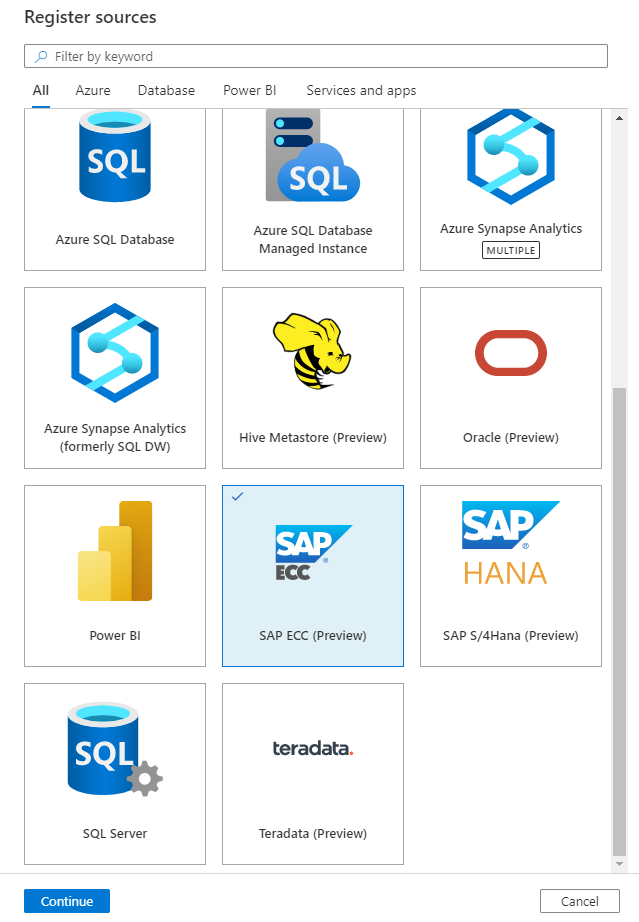 Register sources
Filter by keyword
All Azure Database Power BI Services and apps
SQL
Azure SQL Database
SQL
Azure SQL Database
Managed Instance
Azure Synapse Analytics
MULTIPLE
Azure Synapse Analytics
(formerly SQL DW)
Hive Metastore (Preview)
Oracle (Preview)
Power BI
SAP®
ECC
SAP ECC (Preview)
SAP®
HANA
SAP S/4Hana (Preview)
SQL
SQL Server
teradata.
Teradata (Preview)
Continue
Cancel